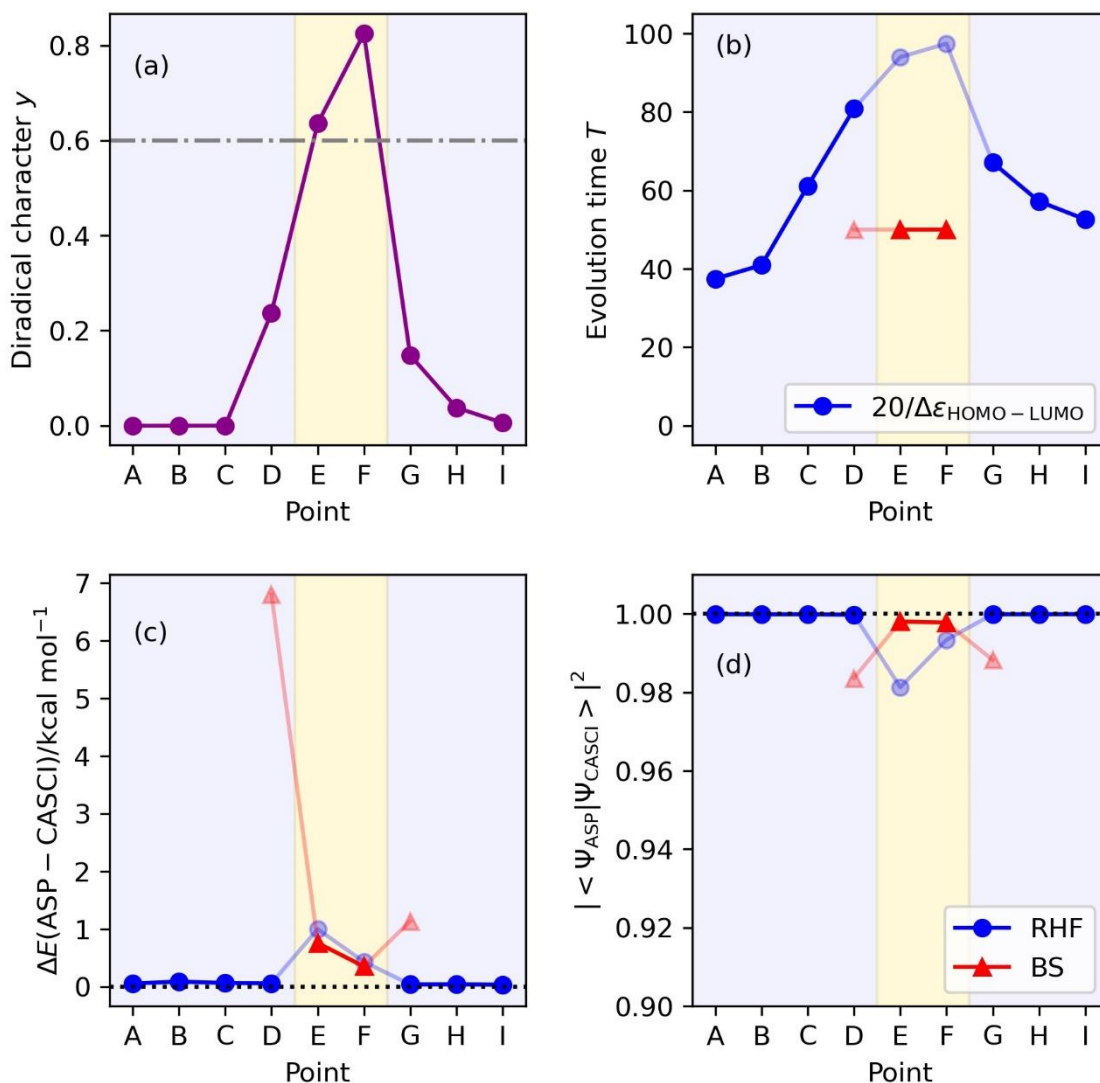 (a)
Diradical character y
0.8
0.6
0.4
0.2
0.0
A B C D E F G H I
Point
(b)
Evolution time T
100
80
60
40
20
0
20/Δε_HOMO−LUMO
A B C D E F G H I
Point
(c)
ΔE(ASP − CASCI)/kcal mol⁻¹
7
6
5
4
3
2
1
0
A B C D E F G H I
Point
(d)
|<Ψ_ASP|Ψ_CASCI>|²
1.00
0.98
0.96
0.94
0.92
0.90
RHF
BS
A B C D E F G H I
Point